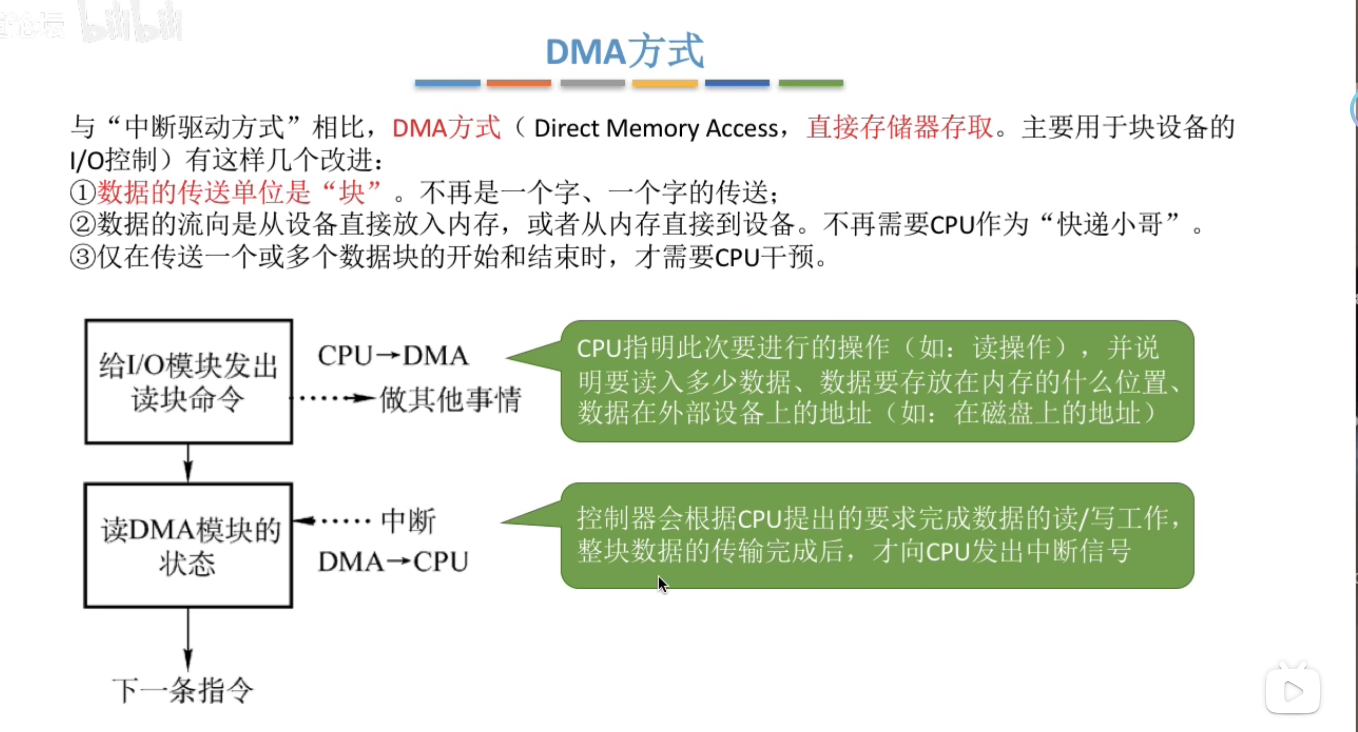 bilibili
DMA方式
与“中断驱动方式”相比，DMA方式（ Direct Memory Access，直接存储器存取。主要用于块设备的
I/O控制）有这样几个改进：
①数据的传送单位是“块”。不再是一个字、一个字的传送；
②数据的流向是从设备直接放入内存，或者从内存直接到设备。不再需要CPU作为“快递小哥”。
③仅在传送一个或多个数据块的开始和结束时，才需要CPU干预。
给I/O模块发出
读块命令
CPU→DMA
做其他事情
CPU指明此次要进行的操作（如：读操作），并说
明要读入多少数据、数据要存放在内存的什么位置、
数据在外部设备上的地址（如：在磁盘上的地址）
读DMA模块的
状态
中断
DMA→CPU
控制器会根据CPU提出的要求完成数据的读/写工作，
整块数据的传输完成后，才向CPU发出中断信号
下一条指令